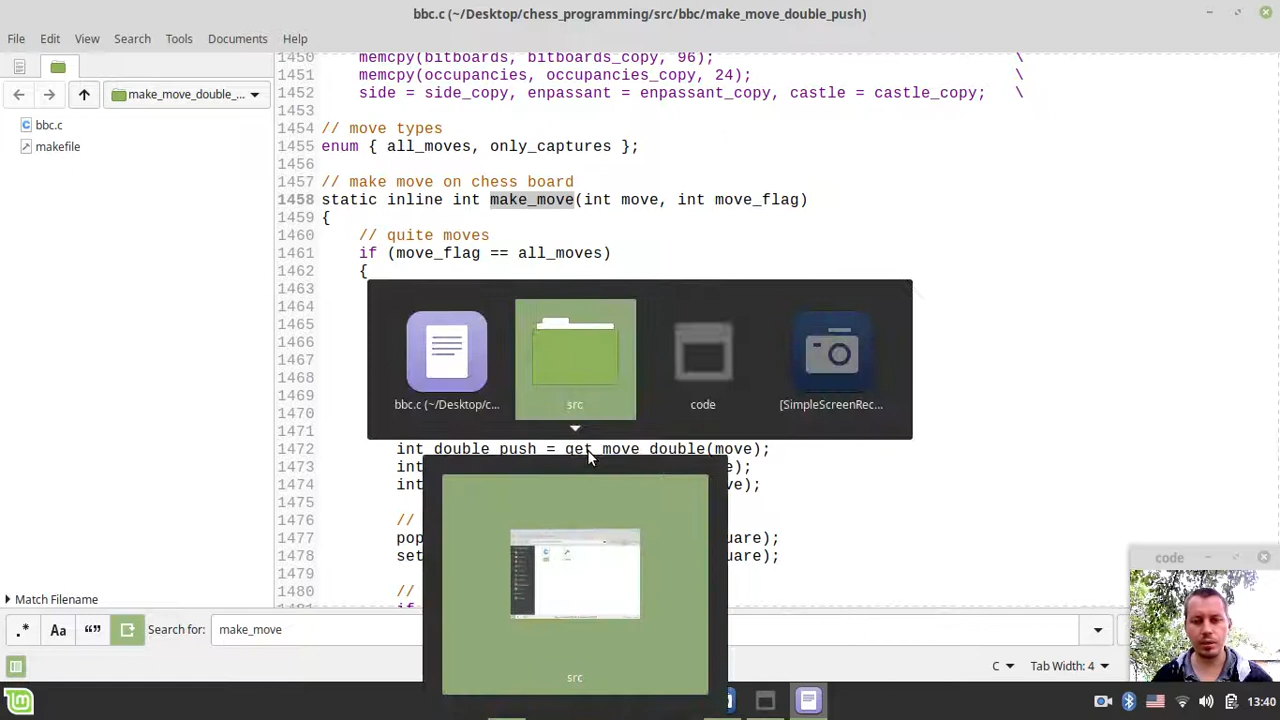 bbc.c (~/Desktop/chess_programming/src/bbc/make_move_double_push)
File Edit View Search Tools Documents Help
make_move_double_...
bbc.c
makefile
1450 memcpy(bitboards, bitboards_copy, 96); \
1451 memcpy(occupancies, occupancies_copy, 24); \
1452 side = side_copy, enpassant = enpassant_copy, castle = castle_copy; \
1453
1454 // move types
1455 enum { all_moves, only_captures };
1456
1457 // make move on chess board
1458 static inline int make_move(int move, int move_flag)
1459 {
1460 // quite moves
1461 if (move_flag == all_moves)
1462 {
1463
1464
1465
1466
1467
1468
1469
1470
1471
1472 int double_push = get_move_double(move);
1473 int e);
1474 int ve);
1475
1476 //
1477 pop uare);
1478 set uare);
1479
1480 //
bbc.c (~/Desktop/c...
src
code
[SimpleScreenRec...
src
code
Match Filename
Aa Search for: make_move
C Tab Width: 4
13:40